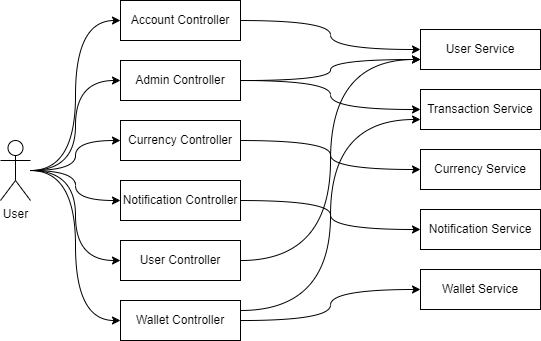 Account Controller
User Service
Admin Controller
Transaction Service
Currency Controller
Currency Service
User
Notification Controller
Notification Service
User Controller
Wallet Service
Wallet Controller